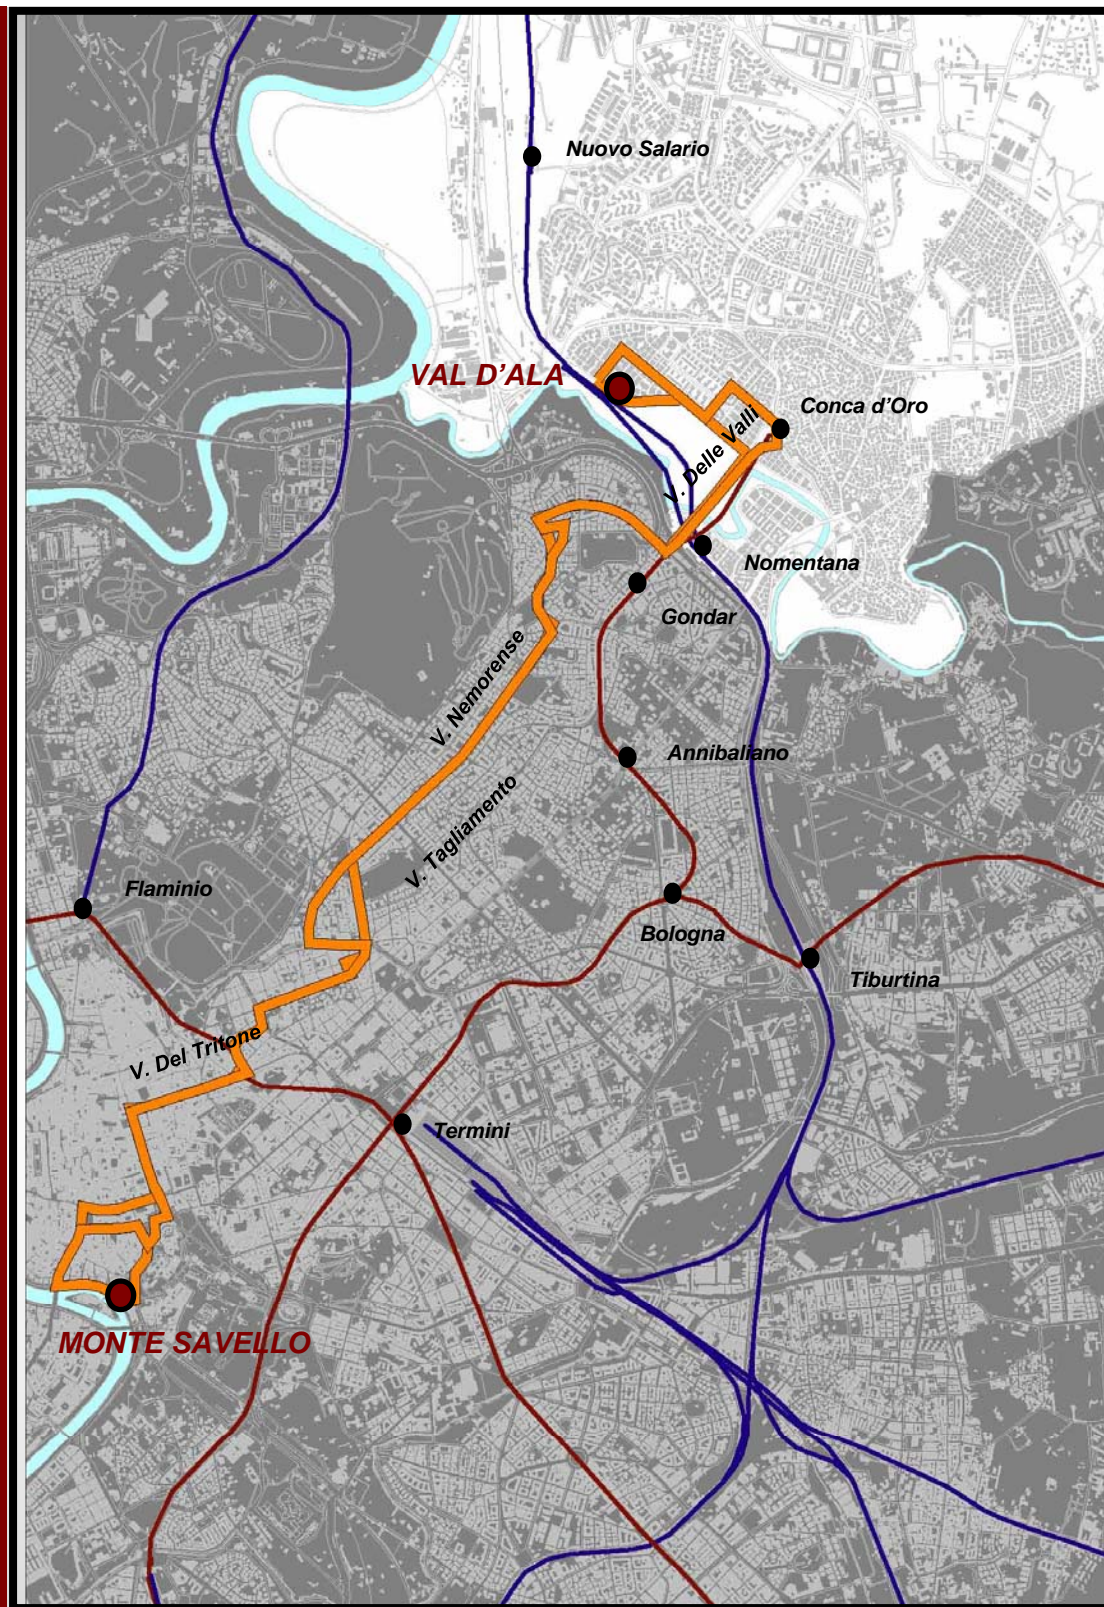 Nuovo Salario
VAL D'ALA
Conca d'Oro
V. Delle Valli
Nomentana
Gondar
V. Nemorense
Annibaliano
V. Tagliamento
Flaminio
Bologna
Tiburtina
V. Del Tritone
Termini
MONTE SAVELLO